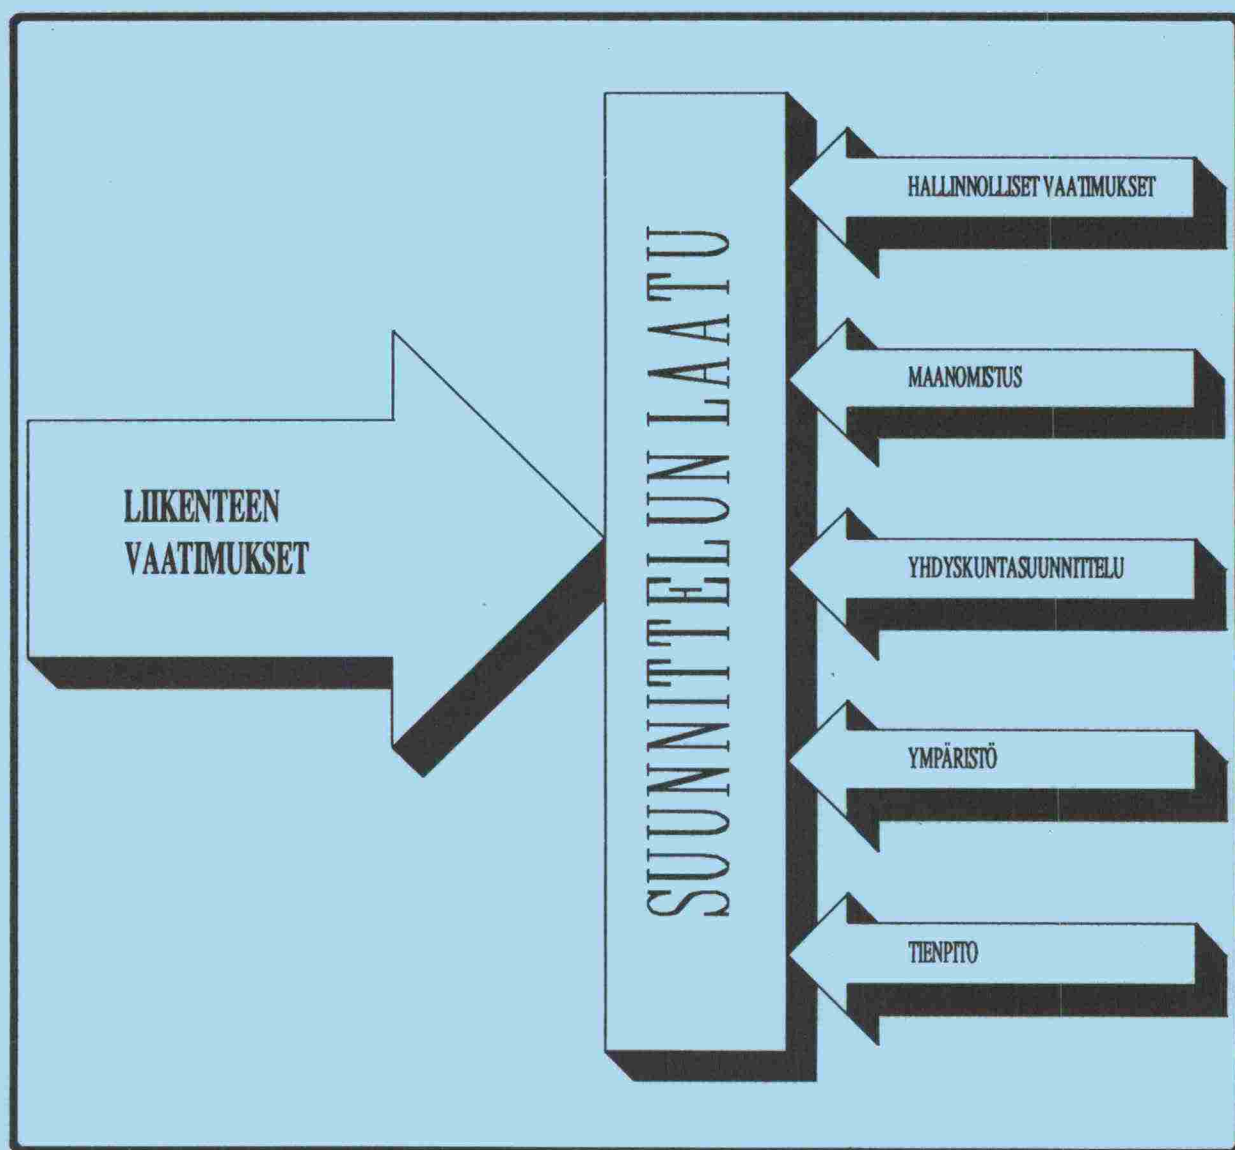 LIIKENTEEN
VAATIMUKSET
SUUNNITTELUN LAATU
HALLINNOLLISET VAATIMUKSET
MAANOMISTUS
YHDYSKUNTASUUNNITTELU
YMPÄRISTÖ
TIENPITO